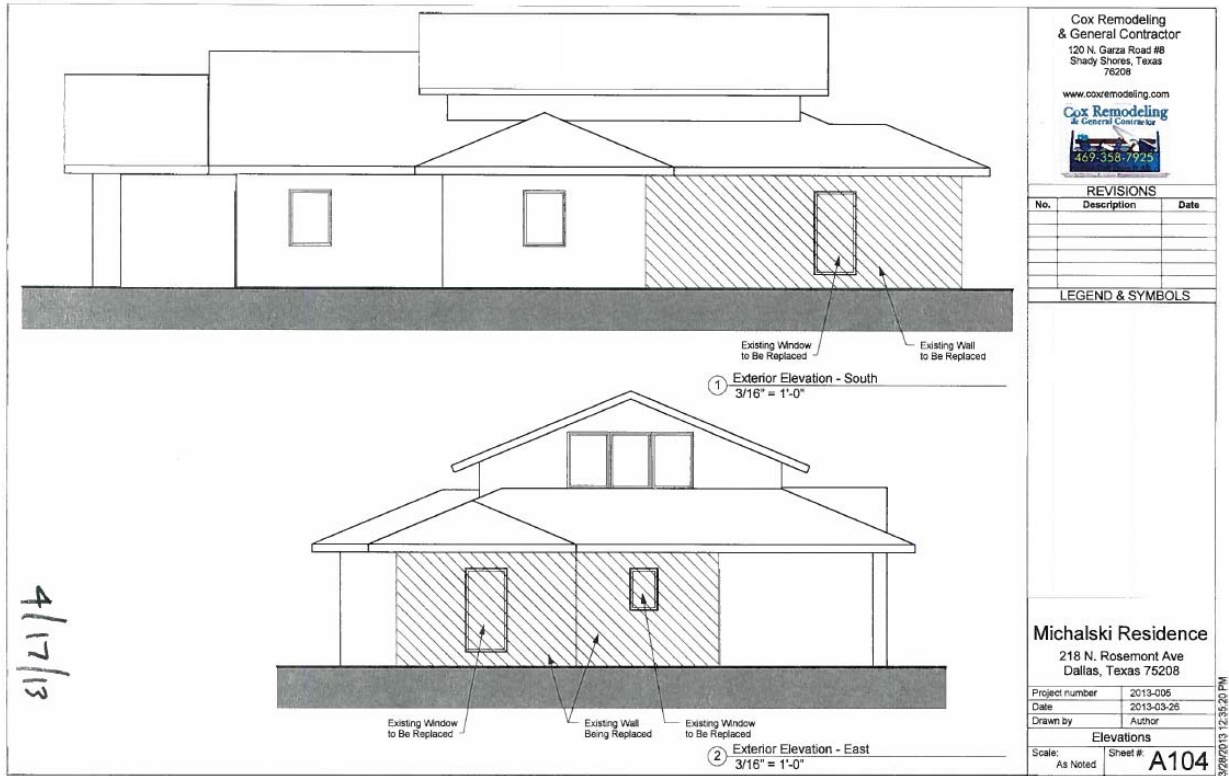 Existing Window
to Be Replaced
Existing Wall
to Be Replaced
1
Exterior Elevation - South
3/16" = 1'-0"
Existing Window
to Be Replaced
Existing Wall
Being Replaced
Existing Window
to Be Replaced
2
Exterior Elevation - East
3/16" = 1'-0"
4/17/13
Cox Remodeling
& General Contractor
120 N. Garza Road #8
Shady Shores, Texas
76208
www.coxremodeling.com
Cox Remodeling
& General Contractor
469-358-7925
REVISIONS
No. Description Date
LEGEND & SYMBOLS
Michalski Residence
218 N. Rosemont Ave
Dallas, Texas 75208
Project number 2013-005
Date 2013-03-26
Drawn by Author
Elevations
Scale: As Noted
Sheet #: A104
12:35:20 PM